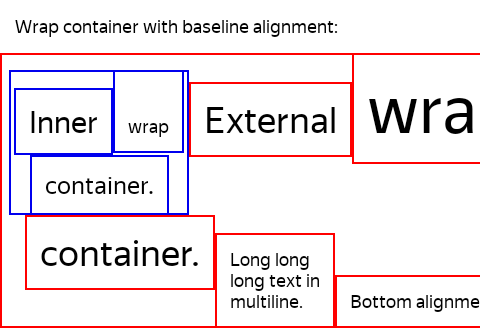 Wrap container with baseline alignment:
Inner wrap External wra
container.
container.
Long long
long text in
multiline.
Bottom alignme